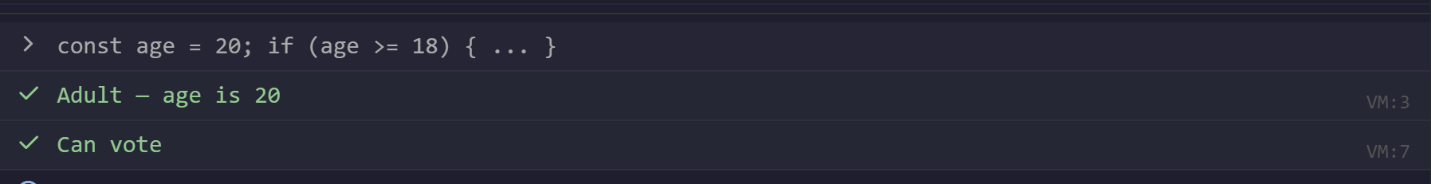 const age = 20; if (age >= 18) { ... }
Adult — age is 20
VM:3
Can vote
VM:7